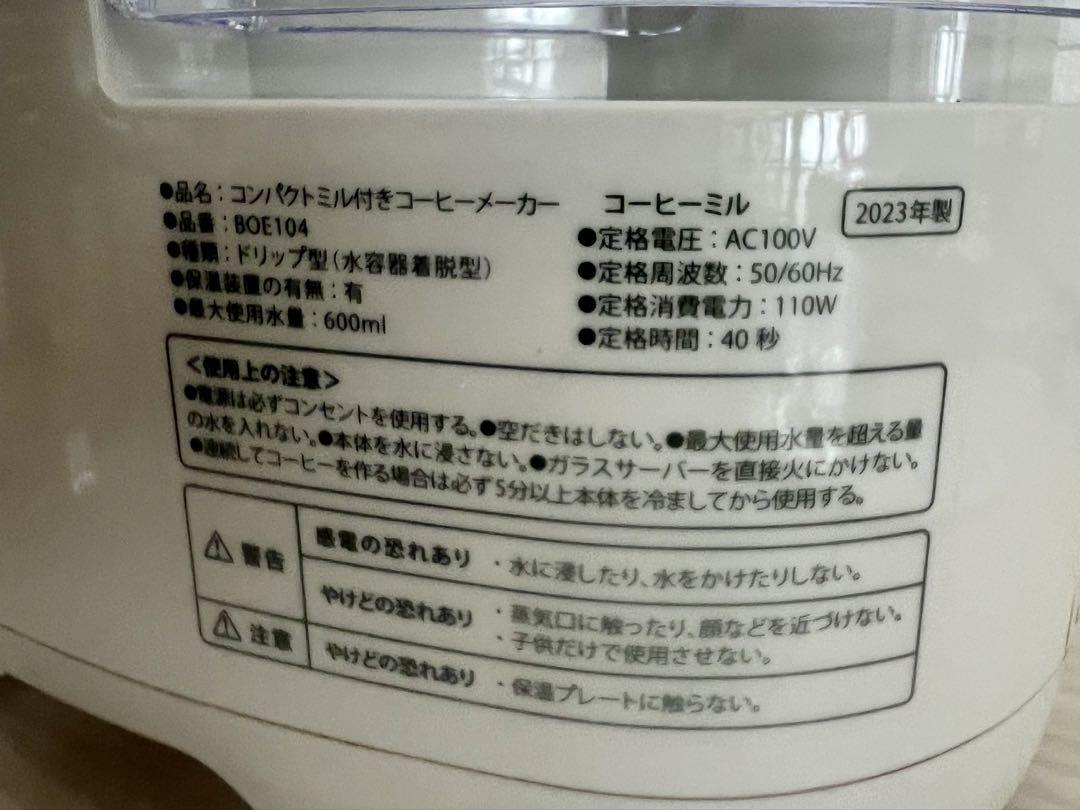 ●品名：コンパクトミル付きコーヒーメーカー
●品番：BOE104
●種類：ドリップ型（水容器着脱型）
●保温装置の有無：有
●最大使用水量：600ml
コーヒーミル
●定格電圧：AC100V
●定格周波数：50/60Hz
●定格消費電力：110W
●定格時間：40秒
2023年製
＜使用上の注意＞
●電源は必ずコンセントを使用する。●空だきはしない。●最大使用水量を超える量
の水を入れない。●本体を水に浸さない。●ガラスサーバーを直接火にかけない。
●連続してコーヒーを作る場合は必ず5分以上本体を冷ましてから使用する。
警告
感電の恐れあり
・水に浸したり、水をかけたりしない。
やけどの恐れあり
・蒸気口に触ったり、顔などを近づけない。
・子供だけで使用させない。
注意
やけどの恐れあり
・保温プレートに触らない。